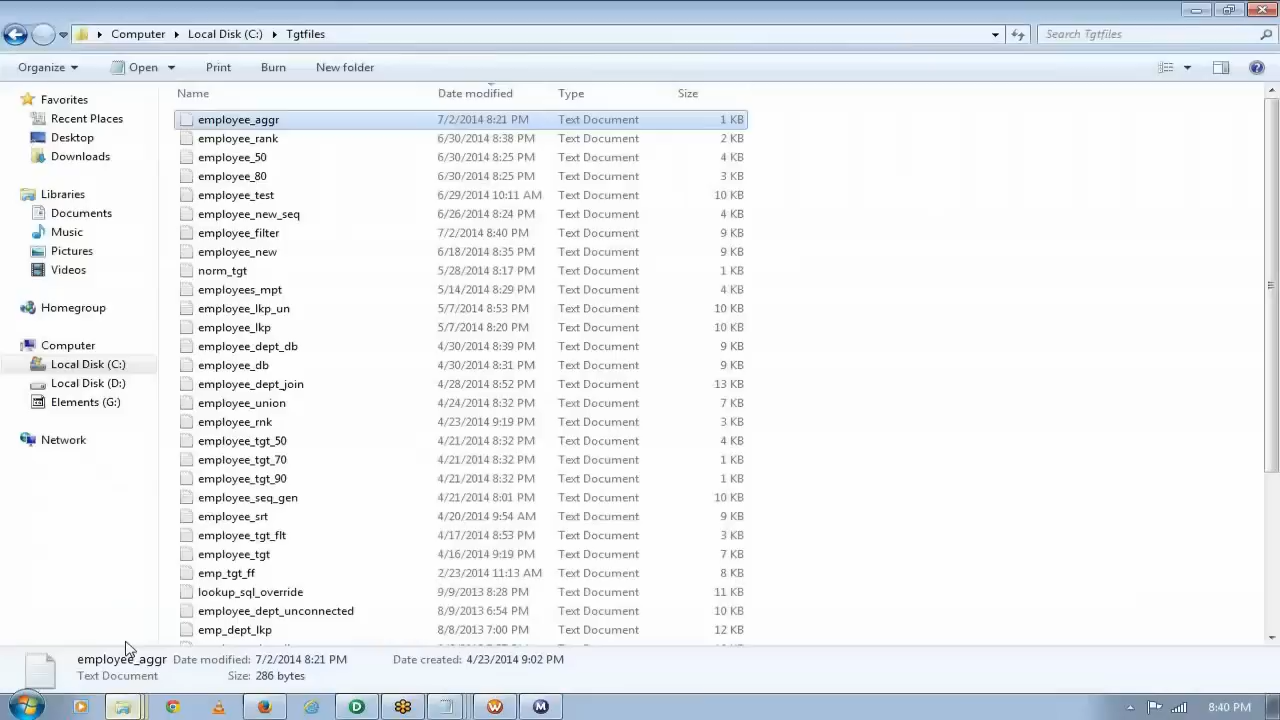 Computer Local Disk (C:) Tgtfiles Search Tgtfiles
Organize Open Print Burn New folder
Name Date modified Type Size
Favorites
Recent Places
Desktop
Downloads
Libraries
Documents
Music
Pictures
Videos
Homegroup
Computer
Local Disk (C:)
Local Disk (D:)
Elements (G:)
Network
employee_aggr 7/2/2014 8:21 PM Text Document 1 KB
employee_rank 6/30/2014 8:38 PM Text Document 2 KB
employee_50 6/30/2014 8:25 PM Text Document 4 KB
employee_80 6/30/2014 8:25 PM Text Document 3 KB
employee_test 6/29/2014 10:11 AM Text Document 10 KB
employee_new_seq 6/26/2014 8:24 PM Text Document 4 KB
employee_filter 7/2/2014 8:40 PM Text Document 9 KB
employee_new 6/18/2014 8:35 PM Text Document 9 KB
norm_tgt 5/28/2014 8:17 PM Text Document 1 KB
employees_mpt 5/14/2014 8:29 PM Text Document 4 KB
employee_lkp_un 5/7/2014 8:53 PM Text Document 10 KB
employee_lkp 5/7/2014 8:20 PM Text Document 10 KB
employee_dept_db 4/30/2014 8:39 PM Text Document 9 KB
employee_db 4/30/2014 8:31 PM Text Document 9 KB
employee_dept_join 4/28/2014 8:52 PM Text Document 13 KB
employee_union 4/24/2014 8:32 PM Text Document 7 KB
employee_rnk 4/23/2014 9:19 PM Text Document 3 KB
employee_tgt_50 4/21/2014 8:32 PM Text Document 4 KB
employee_tgt_70 4/21/2014 8:32 PM Text Document 1 KB
employee_tgt_90 4/21/2014 8:32 PM Text Document 1 KB
employee_seq_gen 4/21/2014 8:01 PM Text Document 10 KB
employee_srt 4/20/2014 9:54 AM Text Document 9 KB
employee_tgt_flt 4/17/2014 8:53 PM Text Document 3 KB
employee_tgt 4/16/2014 9:19 PM Text Document 7 KB
emp_tgt_ff 2/23/2014 11:13 AM Text Document 8 KB
lookup_sql_override 9/9/2013 8:28 PM Text Document 11 KB
employee_dept_unconnected 8/9/2013 6:54 PM Text Document 10 KB
emp_dept_lkp 8/8/2013 7:00 PM Text Document 12 KB
employee_aggr Date modified: 7/2/2014 8:21 PM Date created: 4/23/2014 9:02 PM
Text Document Size: 286 bytes
D W M 8:40 PM